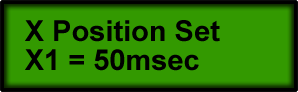 X Position Set
X1 = 50msec